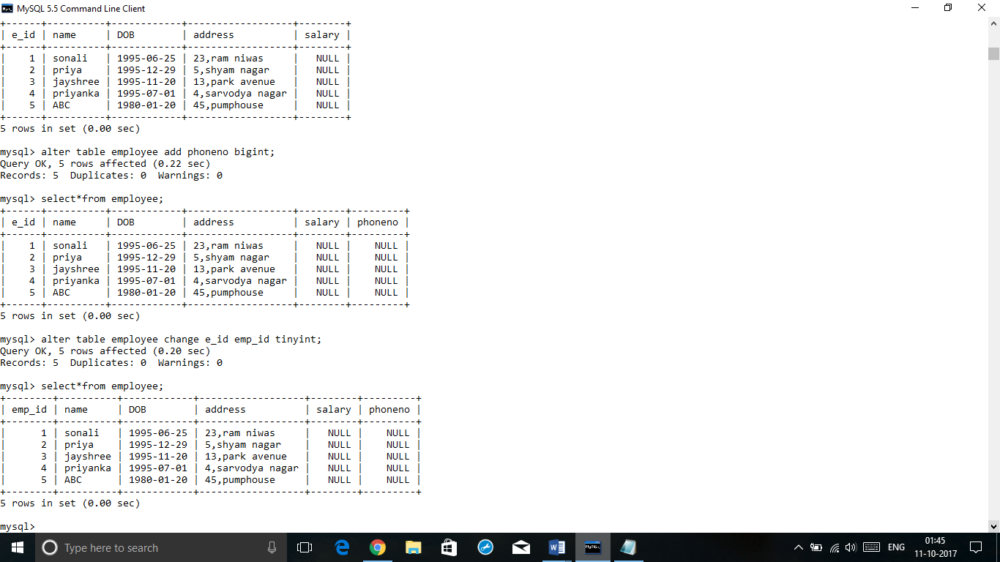 MySQL 5.5 Command Line Client
+------+----------+------------+------------------+--------+
| e_id | name     | DOB        | address          | salary |
+------+----------+------------+------------------+--------+
|    1 | sonali   | 1995-06-25 | 23,ram niwas     |   NULL |
|    2 | priya    | 1995-12-29 | 5,shyam nagar    |   NULL |
|    3 | jayshree | 1995-11-20 | 13,park avenue   |   NULL |
|    4 | priyanka | 1995-07-01 | 4,sarvodya nagar |   NULL |
|    5 | ABC      | 1980-01-20 | 45,pumphouse     |   NULL |
+------+----------+------------+------------------+--------+
5 rows in set (0.00 sec)
mysql> alter table employee add phoneno bigint;
Query OK, 5 rows affected (0.22 sec)
Records: 5  Duplicates: 0  Warnings: 0
mysql> select*from employee;
+------+----------+------------+------------------+--------+---------+
| e_id | name     | DOB        | address          | salary | phoneno |
+------+----------+------------+------------------+--------+---------+
|    1 | sonali   | 1995-06-25 | 23,ram niwas     |   NULL |    NULL |
|    2 | priya    | 1995-12-29 | 5,shyam nagar    |   NULL |    NULL |
|    3 | jayshree | 1995-11-20 | 13,park avenue   |   NULL |    NULL |
|    4 | priyanka | 1995-07-01 | 4,sarvodya nagar |   NULL |    NULL |
|    5 | ABC      | 1980-01-20 | 45,pumphouse     |   NULL |    NULL |
+------+----------+------------+------------------+--------+---------+
5 rows in set (0.00 sec)
mysql> alter table employee change e_id emp_id tinyint;
Query OK, 5 rows affected (0.20 sec)
Records: 5  Duplicates: 0  Warnings: 0
mysql> select*from employee;
+--------+----------+------------+------------------+--------+---------+
| emp_id | name     | DOB        | address          | salary | phoneno |
+--------+----------+------------+------------------+--------+---------+
|      1 | sonali   | 1995-06-25 | 23,ram niwas     |   NULL |    NULL |
|      2 | priya    | 1995-12-29 | 5,shyam nagar    |   NULL |    NULL |
|      3 | jayshree | 1995-11-20 | 13,park avenue   |   NULL |    NULL |
|      4 | priyanka | 1995-07-01 | 4,sarvodya nagar |   NULL |    NULL |
|      5 | ABC      | 1980-01-20 | 45,pumphouse     |   NULL |    NULL |
+--------+----------+------------+------------------+--------+---------+
5 rows in set (0.00 sec)
mysql>
Type here to search
ENG
01:45
11-10-2017